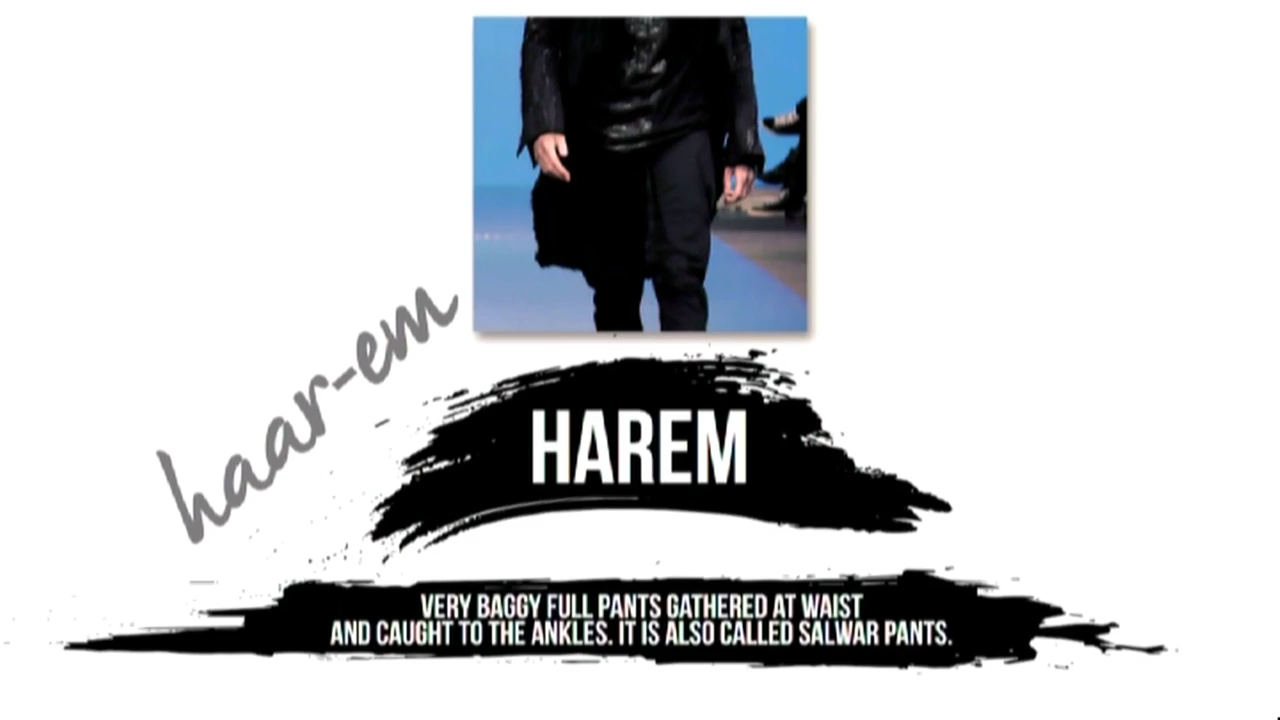 haar-em
HAREM
VERY BAGGY FULL PANTS GATHERED AT WAIST
AND CAUGHT TO THE ANKLES. IT IS ALSO CALLED SALWAR PANTS.